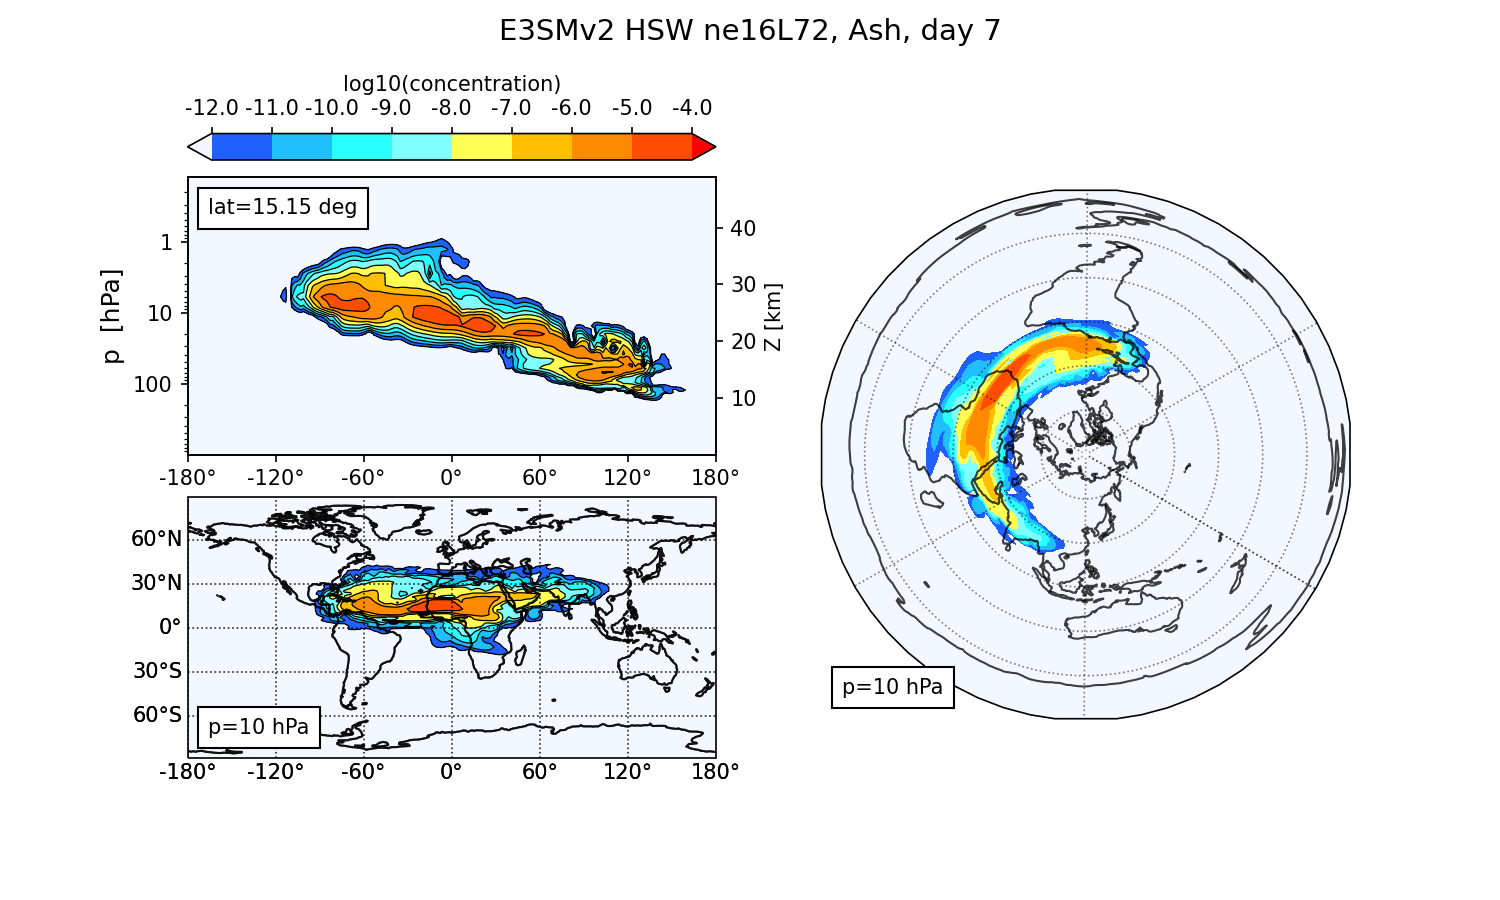 E3SMv2 HSW ne16L72, Ash, day 7
log10(concentration)
-12.0 -11.0 -10.0 -9.0 -8.0 -7.0 -6.0 -5.0 -4.0
lat=15.15 deg
p [hPa]
1
10
100
40
30
20
10
Z [km]
-180° -120° -60° 0° 60° 120° 180°
60°N
30°N
0°
30°S
60°S
p=10 hPa
-180° -120° -60° 0° 60° 120° 180°
p=10 hPa